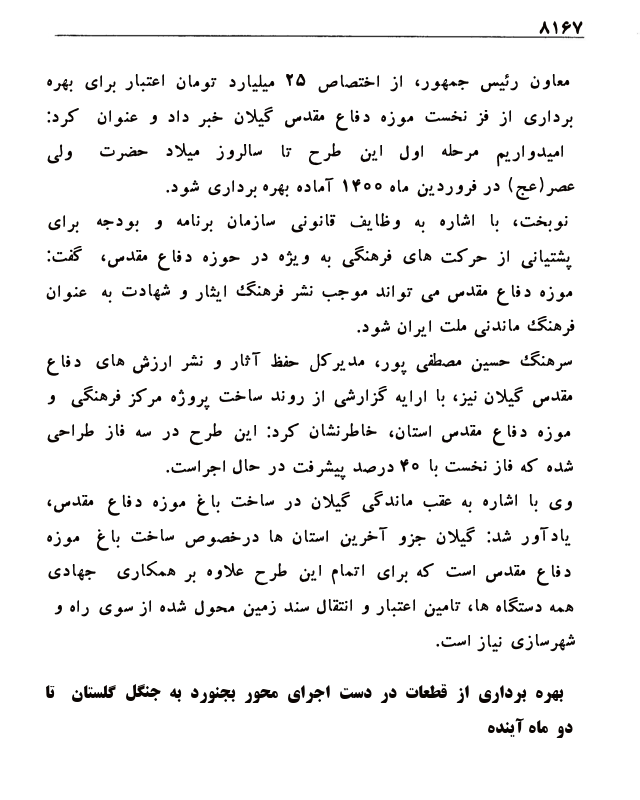 ۸۱۶۷
معاون رئیس جمهور، از اختصاص ۲۵ میلیارد تومان اعتبار برای بهره
برداری از فز نخست موزه دفاع مقدس گیلان خبر داد و عنوان کرد:
امیدواریم مرحله اول این طرح تا سالروز میلاد حضرت ولی
عصر(عج) در فروردین ماه ۱۴۰۰ آماده بهره برداری شود.
نوبخت، با اشاره به وظایف قانونی سازمان برنامه و بودجه برای
پشتیانی از حرکت های فرهنگی به ویژه در حوزه دفاع مقدس، گفت:
موزه دفاع مقدس می تواند موجب نشر فرهنگ ایثار و شهادت به عنوان
فرهنگ ماندنی ملت ایران شود.
سرهنگ حسین مصطفی پور، مدیرکل حفظ آثار و نشر ارزش های دفاع
مقدس گیلان نیز، با ارایه گزارشی از روند ساخت پروژه مرکز فرهنگی و
موزه دفاع مقدس استان، خاطرنشان کرد: این طرح در سه فاز طراحی
شده که فاز نخست با ۴۰ درصد پیشرفت در حال اجراست.
وی با اشاره به عقب ماندگی گیلان در ساخت باغ موزه دفاع مقدس،
یادآور شد: گیلان جزو آخرین استان ها درخصوص ساخت باغ موزه
دفاع مقدس است که برای اتمام این طرح علاوه بر همکاری جهادی
همه دستگاه ها، تامین اعتبار و انتقال سند زمین محول شده از سوی راه و
شهرسازی نیاز است.
بهره برداری از قطعات در دست اجرای محور بجنورد به جنگل گلستان تا
دو ماه آینده